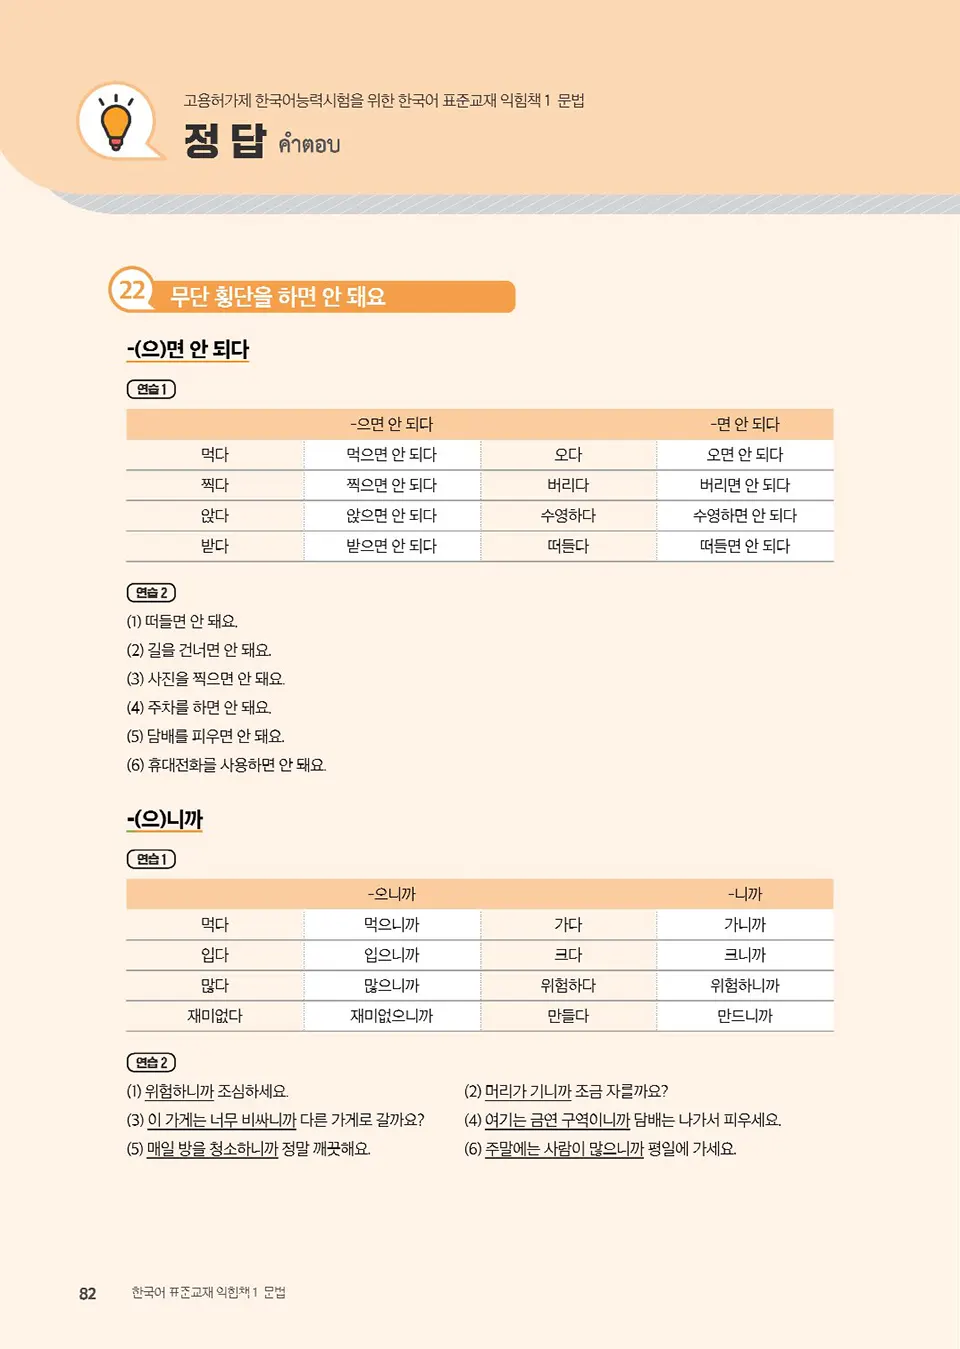 고용허가제 한국어능력시험을 위한 한국어 표준교재 익힘책 1 문법
정답 คำตอบ
22 무단 횡단을 하면 안 돼요
-(으)면 안 되다
연습 1
-으면 안 되다 -면 안 되다
먹다 먹으면 안 되다 오다 오면 안 되다
찍다 찍으면 안 되다 버리다 버리면 안 되다
앉다 앉으면 안 되다 수영하다 수영하면 안 되다
받다 받으면 안 되다 떠들다 떠들면 안 되다
연습 2
(1) 떠들면 안 돼요.
(2) 길을 건너면 안 돼요.
(3) 사진을 찍으면 안 돼요.
(4) 주차를 하면 안 돼요.
(5) 담배를 피우면 안 돼요.
(6) 휴대전화를 사용하면 안 돼요.
-(으)니까
연습 1
-으니까 -니까
먹다 먹으니까 가다 가니까
입다 입으니까 크다 크니까
많다 많으니까 위험하다 위험하니까
재미없다 재미없으니까 만들다 만드니까
연습 2
(1) 위험하니까 조심하세요. (2) 머리가 기니까 조금 자를까요?
(3) 이 가게는 너무 비싸니까 다른 가게로 갈까요? (4) 여기는 금연 구역이니까 담배는 나가서 피우세요.
(5) 매일 방을 청소하니까 정말 깨끗해요. (6) 주말에는 사람이 많으니까 평일에 가세요.
82 한국어 표준교재 익힘책 1 문법